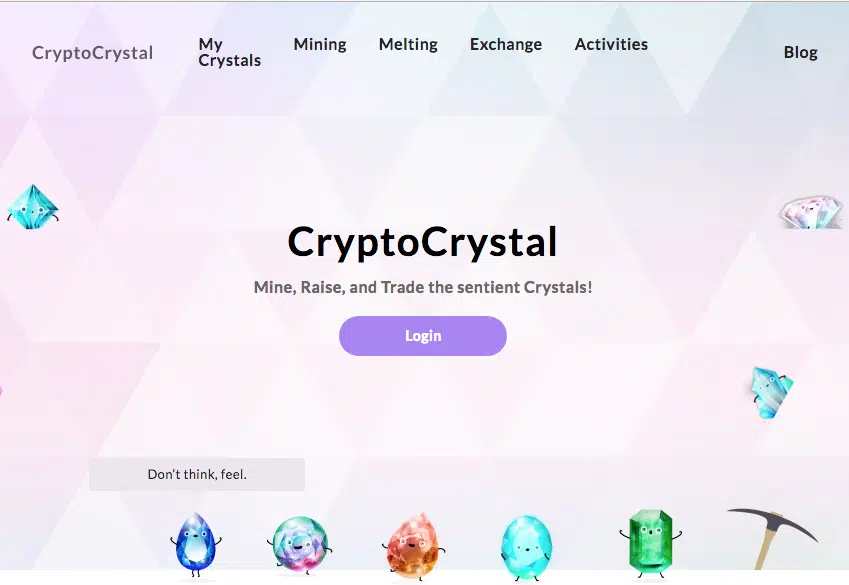 CryptoCrystal
My
Crystals
Mining
Melting
Exchange
Activities
Blog
CryptoCrystal
Mine, Raise, and Trade the sentient Crystals!
Login
Don't think, feel.